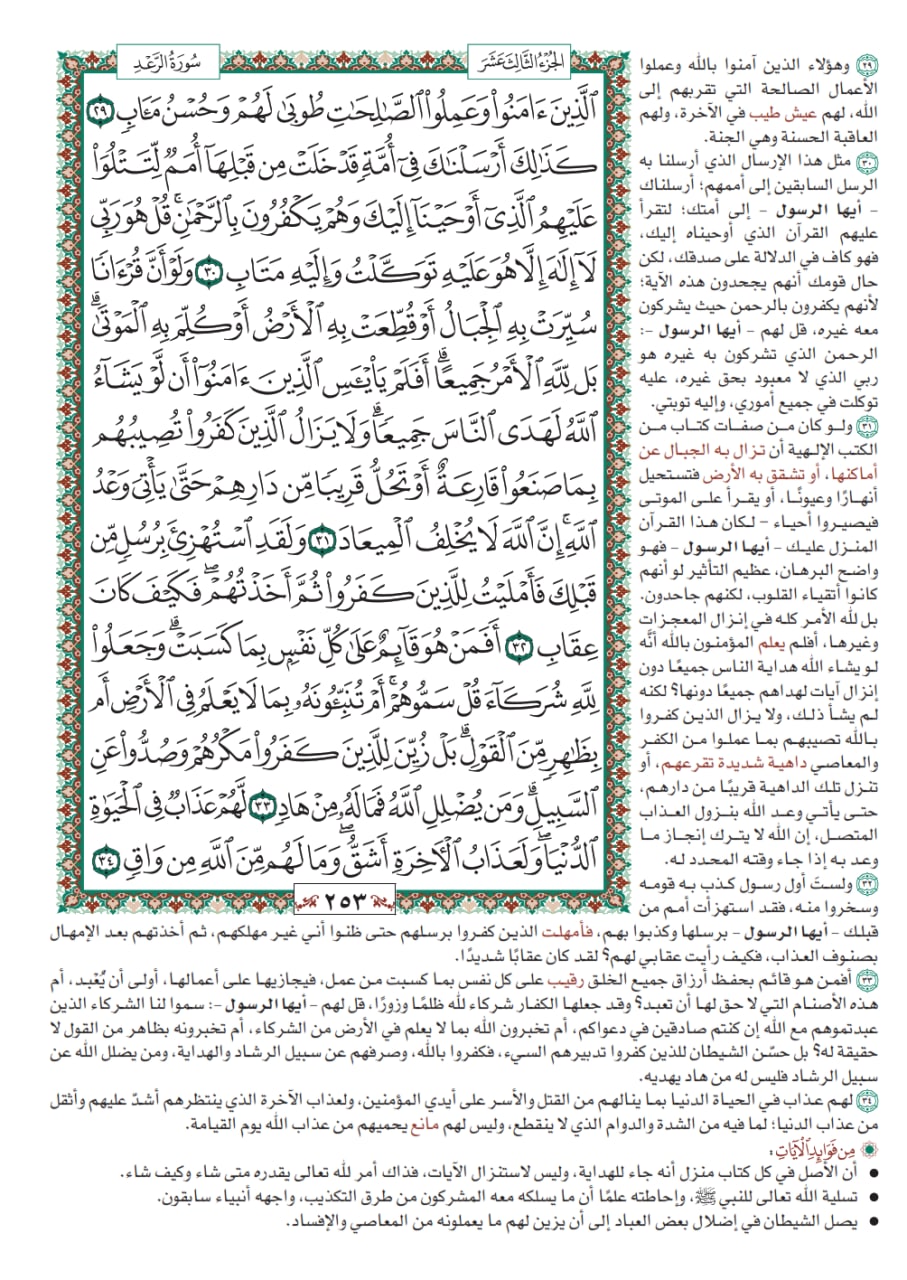 الجُزْءُ الثَّالِثَ عَشَرَ
سُورَةُ الرَّعْدِ
ٱلَّذِينَ ءَامَنُواْ وَعَمِلُواْ ٱلصَّٰلِحَٰتِ طُوبَىٰ لَهُمۡ وَحُسۡنُ مَـَٔابٖ ٢٩
كَذَٰلِكَ أَرۡسَلۡنَٰكَ فِيٓ أُمَّةٖ قَدۡ خَلَتۡ مِن قَبۡلِهَآ أُمَمٞ لِّتَتۡلُوَاْ
عَلَيۡهِمُ ٱلَّذِيٓ أَوۡحَيۡنَآ إِلَيۡكَ وَهُمۡ يَكۡفُرُونَ بِٱلرَّحۡمَٰنِۚ قُلۡ هُوَ رَبِّي
لَآ إِلَٰهَ إِلَّا هُوَ عَلَيۡهِ تَوَكَّلۡتُ وَإِلَيۡهِ مَتَابِ ٣٠ وَلَوۡ أَنَّ قُرۡءَانٗا
سُيِّرَتۡ بِهِ ٱلۡجِبَالُ أَوۡ قُطِّعَتۡ بِهِ ٱلۡأَرۡضُ أَوۡ كُلِّمَ بِهِ ٱلۡمَوۡتَىٰۗ
بَل لِّلَّهِ ٱلۡأَمۡرُ جَمِيعًاۗ أَفَلَمۡ يَاْيۡـَٔسِ ٱلَّذِينَ ءَامَنُوٓاْ أَن لَّوۡ يَشَآءُ
ٱللَّهُ لَهَدَى ٱلنَّاسَ جَمِيعٗاۗ وَلَا يَزَالُ ٱلَّذِينَ كَفَرُواْ تُصِيبُهُم
بِمَا صَنَعُواْ قَارِعَةٌ أَوۡ تَحُلُّ قَرِيبٗا مِّن دَارِهِمۡ حَتَّىٰ يَأۡتِيَ وَعۡدُ
ٱللَّهِۚ إِنَّ ٱللَّهَ لَا يُخۡلِفُ ٱلۡمِيعَادَ ٣١ وَلَقَدِ ٱسۡتُهۡزِئَ بِرُسُلٖ مِّن
قَبۡلِكَ فَأَمۡلَيۡتُ لِلَّذِينَ كَفَرُواْ ثُمَّ أَخَذۡتُهُمۡۖ فَكَيۡفَ كَانَ
عِقَابِ ٣٢ أَفَمَنۡ هُوَ قَآئِمٌ عَلَىٰ كُلِّ نَفۡسِۭ بِمَا كَسَبَتۡۗ وَجَعَلُواْ
لِلَّهِ شُرَكَآءَ قُلۡ سَمُّوهُمۡۚ أَمۡ تُنَبِّـُٔونَهُۥ بِمَا لَا يَعۡلَمُ فِي ٱلۡأَرۡضِ أَم
بِظَٰهِرٖ مِّنَ ٱلۡقَوۡلِۗ بَلۡ زُيِّنَ لِلَّذِينَ كَفَرُواْ مَكۡرُهُمۡ وَصُدُّواْ عَنِ
ٱلسَّبِيلِۗ وَمَن يُضۡلِلِ ٱللَّهُ فَمَا لَهُۥ مِنۡ هَادٖ ٣٣ لَّهُمۡ عَذَابٞ فِي ٱلۡحَيَوٰةِ
ٱلدُّنۡيَاۖ وَلَعَذَابُ ٱلۡأٓخِرَةِ أَشَقُّۖ وَمَا لَهُم مِّنَ ٱللَّهِ مِن وَاقٖ ٣٤
٢٥٣
٢٩ وهؤلاء الذين آمنوا بالله وعملوا
الأعمال الصالحة التي تقربهم إلى
الله، لهم عيش طيب في الآخرة، ولهم
العاقبة الحسنة وهي الجنة.
٣٠ مثل هذا الإرسال الذي أرسلنا به
الرسل السابقين إلى أممهم؛ أرسلناك
- أيها الرسول - إلى أمتك؛ لتقرأ
عليهم القرآن الذي أوحيناه إليك،
فهو كاف في الدلالة على صدقك، لكن
حال قومك أنهم يجحدون هذه الآية؛
لأنهم يكفرون بالرحمن حيث يشركون
معه غيره، قل لهم - أيها الرسول -:
الرحمن الذي تشركون به غيره هو
ربي الذي لا معبود بحق غيره، عليه
توكلت في جميع أموري، وإليه توبتي.
٣١ ولو كان من صفات كتاب من
الكتب الإلهية أن تزال به الجبال عن
أماكنها، أو تشقق به الأرض فتستحيل
أنهارًا وعيونًا، أو يقرأ على الموتى
فيصيروا أحياء - لكان هذا القرآن
المنزل عليك - أيها الرسول - فهو
واضح البرهان، عظيم التأثير لو أنهم
كانوا أتقياء القلوب، لكنهم جاحدون.
بل لله الأمر كله في إنزال المعجزات
وغيرها، أفلم يعلم المؤمنون بالله أنَّه
لو يشاء الله هداية الناس جميعًا دون
إنزال آيات لهداهم جميعًا دونها؟ لكنه
لم يشأ ذلك، ولا يزال الذين كفروا
بالله تصيبهم بما عملوا من الكفر
والمعاصي داهية شديدة تقرعهم، أو
تنزل تلك الداهية قريبًا من دارهم،
حتى يأتي وعد الله بنزول العذاب
المتصل، إن الله لا يترك إنجاز ما
وعد به إذا جاء وقته المحدد له.
٣٢ ولستَ أول رسول كذب به قومه
وسخروا منه، فقد استهزأت أمم من
قبلك - أيها الرسول - برسلها وكذبوا بهم، فأمهلت الذين كفروا برسلهم حتى ظنوا أني غير مهلكهم، ثم أخذتهم بعد الإمهال
بصنوف العذاب، فكيف رأيت عقابي لهم؟ لقد كان عقابًا شديدًا.
٣٣ أفمن هو قائم بحفظ أرزاق جميع الخلق رقيب على كل نفس بما كسبت من عمل، فيجازيها على أعمالها، أولى أن يُعْبد، أم
هذه الأصنام التي لا حق لها أن تعبد؟ وقد جعلها الكفار شركاء لله ظلمًا وزورًا، قل لهم - أيها الرسول -: سموا لنا الشركاء الذين
عبدتموهم مع الله إن كنتم صادقين في دعواكم، أم تخبرون الله بما لا يعلم في الأرض من الشركاء، أم تخبرونه بظاهر من القول لا
حقيقة له؟ بل حسّن الشيطان للذين كفروا تدبيرهم السيء، فكفروا بالله، وصرفهم عن سبيل الرشاد والهداية، ومن يضلل الله عن
سبيل الرشاد فليس له من هاد يهديه.
٣٤ لهم عذاب في الحياة الدنيا بما ينالهم من القتل والأسر على أيدي المؤمنين، ولعذاب الآخرة الذي ينتظرهم أشدّ عليهم وأثقل
من عذاب الدنيا؛ لما فيه من الشدة والدوام الذي لا ينقطع، وليس لهم مانع يحميهم من عذاب الله يوم القيامة.
مِن فَوَائِدِ الآيَاتِ:
• أن الأصل في كل كتاب منزل أنه جاء للهداية، وليس لاستنزال الآيات، فذاك أمر لله تعالى يقدره متى شاء وكيف شاء.
• تسلية الله تعالى للنبي ﷺ، وإحاطته علمًا أن ما يسلكه معه المشركون من طرق التكذيب، واجهه أنبياء سابقون.
• يصل الشيطان في إضلال بعض العباد إلى أن يزين لهم ما يعملونه من المعاصي والإفساد.